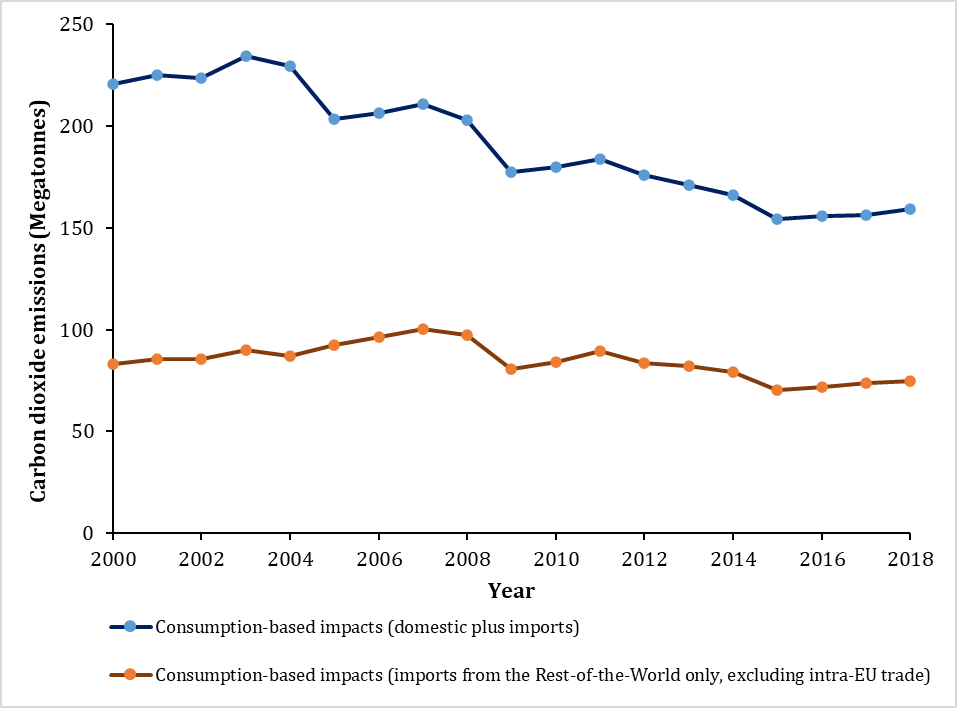 Carbon dioxide emissions (Megatonnes)
250
200
150
100
50
0
2000 2002 2004 2006 2008 2010 2012 2014 2016 2018
Year
Consumption-based impacts (domestic plus imports)
Consumption-based impacts (imports from the Rest-of-the-World only, excluding intra-EU trade)